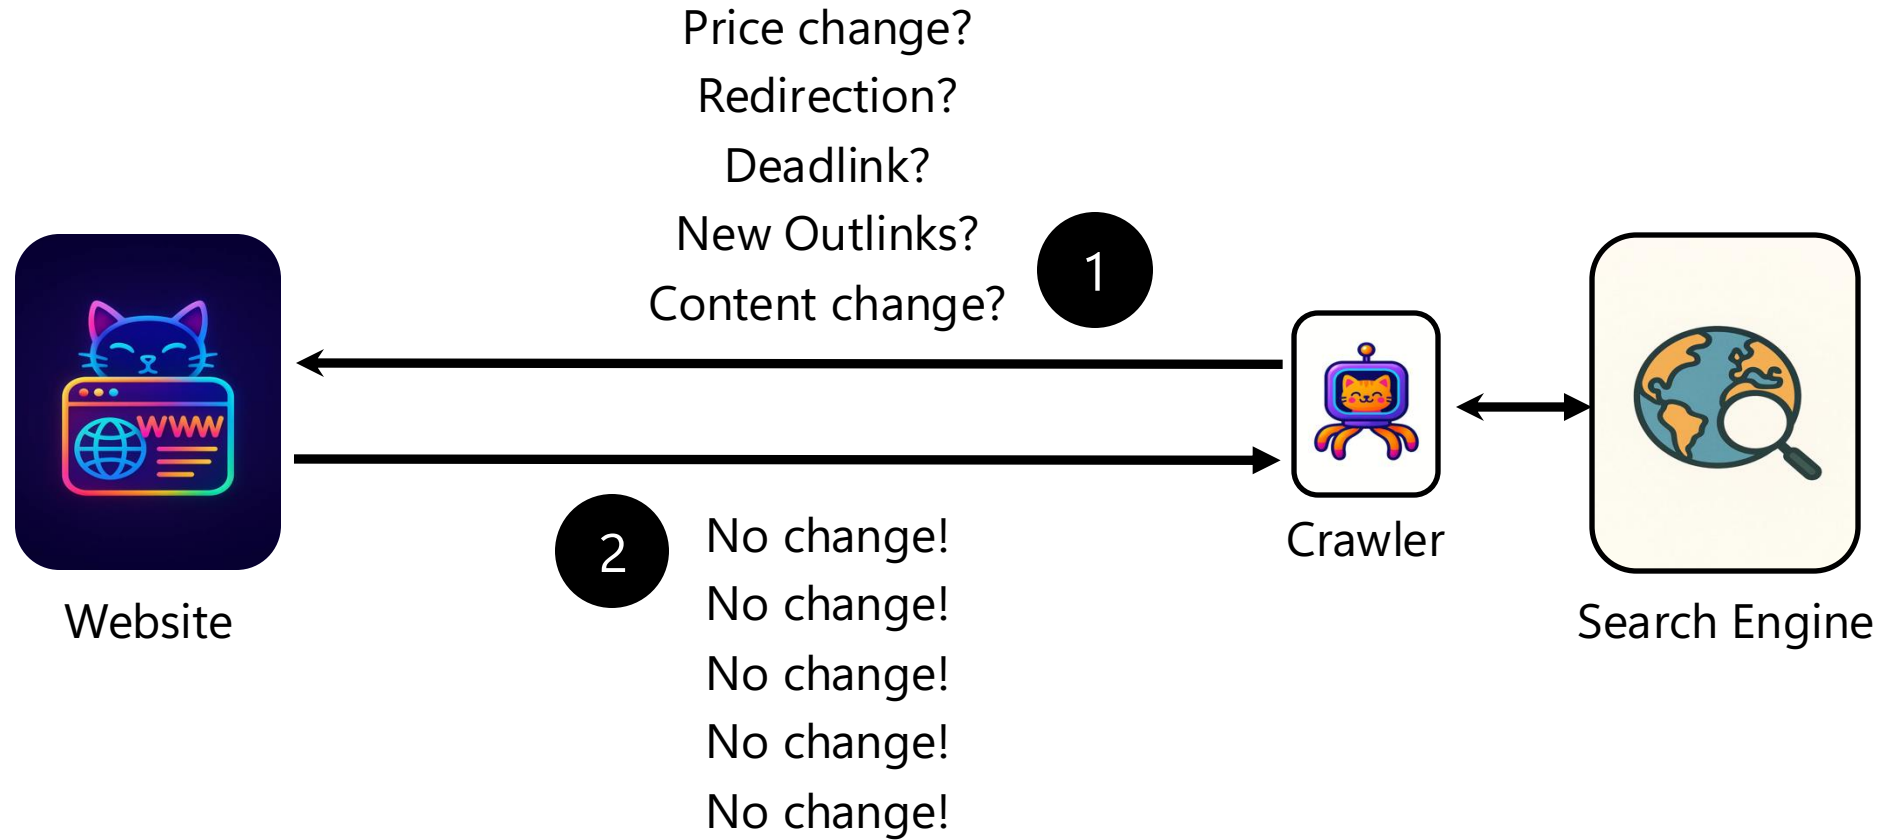 Price change?
Redirection?
Deadlink?
New Outlinks?
Content change?
1
WWW
2
No change!
No change!
No change!
No change!
No change!
Crawler
Website
Search Engine